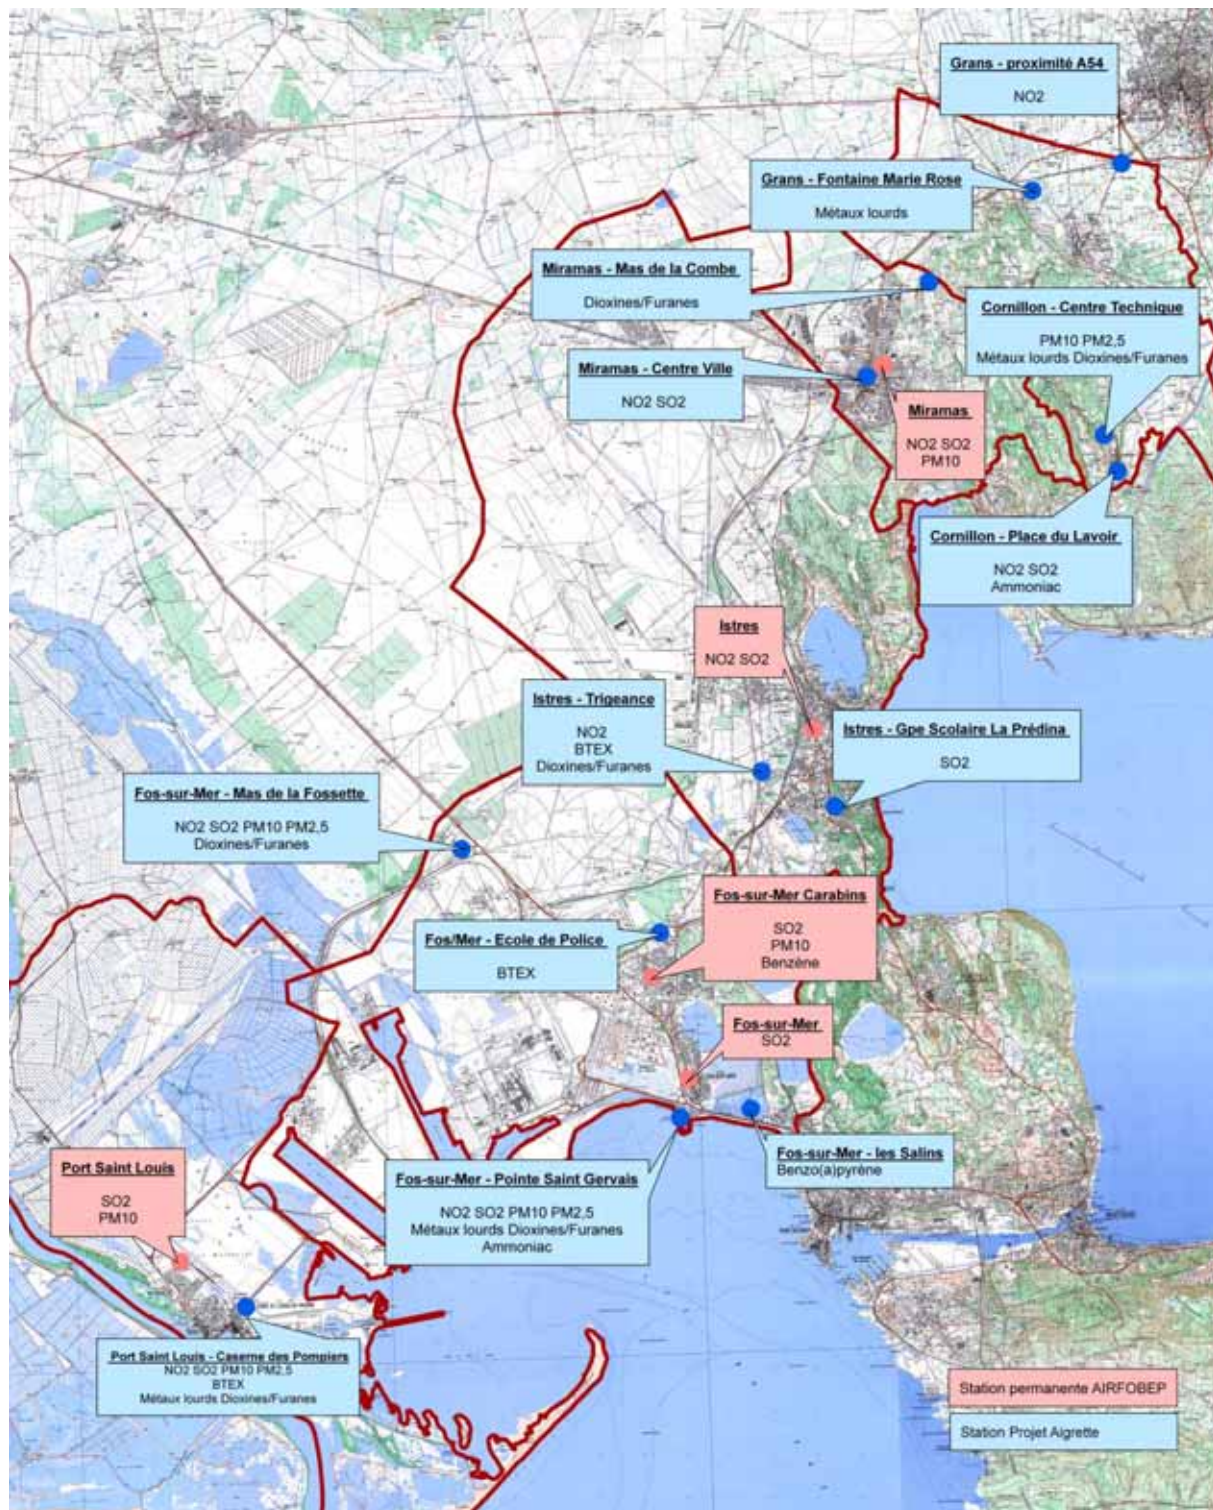 Grans - proximité A54
NO2
Grans - Fontaine Marie Rose
Métaux lourds
Miramas - Mas de la Combe
Dioxines/Furanes
Cornillon - Centre Technique
PM10 PM2,5
Métaux lourds Dioxines/Furanes
Miramas - Centre Ville
NO2 SO2
Miramas
NO2 SO2
PM10
Cornillon - Place du Lavoir
NO2 SO2
Ammoniac
Istres
NO2 SO2
Istres - Trigeance
NO2
BTEX
Dioxines/Furanes
Istres - Gpe Scolaire La Prédina
SO2
Fos-sur-Mer - Mas de la Fossette
NO2 SO2 PM10 PM2,5
Dioxines/Furanes
Fos-sur-Mer Carabins
SO2
PM10
Benzène
Fos/Mer - Ecole de Police
BTEX
Fos-sur-Mer
SO2
Fos-sur-Mer - les Salins
Benzo(a)pyrène
Port Saint Louis
SO2
PM10
Fos-sur-Mer - Pointe Saint Gervais
NO2 SO2 PM10 PM2,5
Métaux lourds Dioxines/Furanes
Ammoniac
Port Saint Louis - Caserne des Pompiers
NO2 SO2 PM10 PM2,5
BTEX
Métaux lourds Dioxines/Furanes
Station permanente AIRFOBEP
Station Projet Aigrette